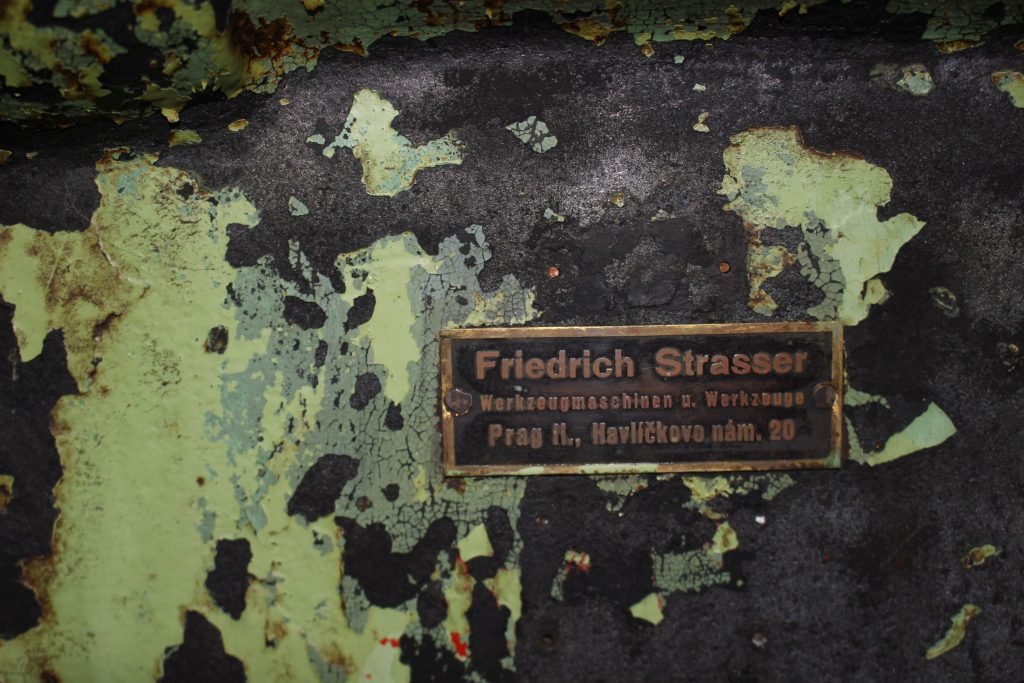 Friedrich Strasser
Werkzeugmaschinen u. Werkzeuge
Prag II., Havlíčkovo nám. 20